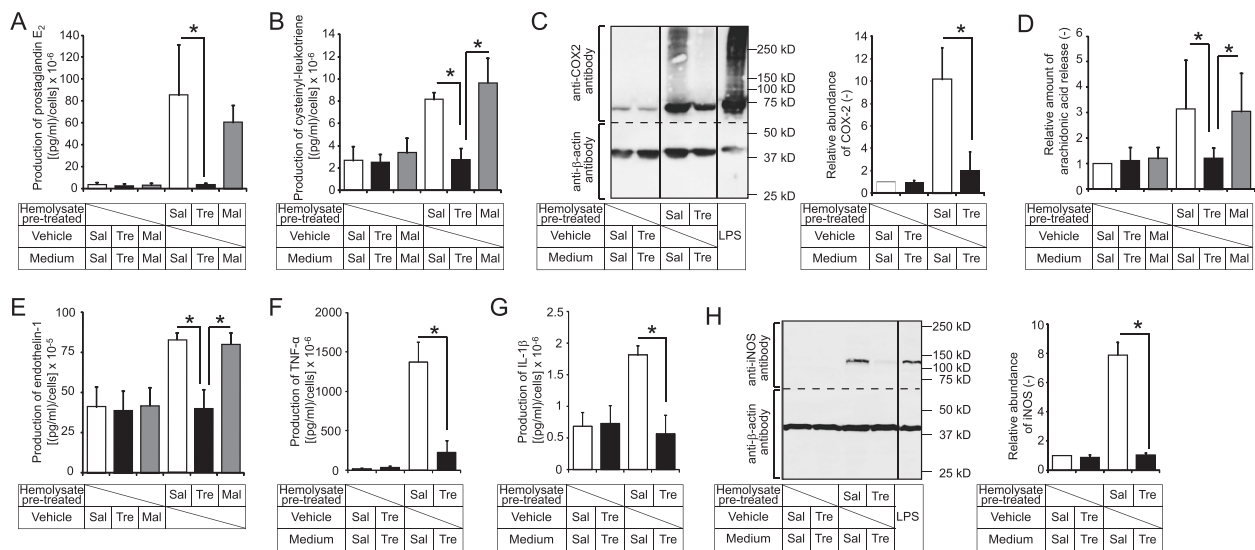 A
Production of prostaglandin E2
[(pg/ml)/cells] x 10-6
140
120
100
80
60
40
20
0
*
Hemolysate
pre-treated
Sal Tre Mal
Vehicle Sal Tre Mal
Medium Sal Tre Mal Sal Tre Mal
B
Production of cysteinyl-leukotriene
[(pg/ml)/cells] x 10-6
14
12
10
8
6
4
2
0
*
*
Hemolysate
pre-treated
Sal Tre Mal
Vehicle Sal Tre Mal
Medium Sal Tre Mal Sal Tre Mal
C
anti-COX2
antibody
anti-β-actin
antibody
250 kD
150 kD
100 kD
75 kD
50 kD
37 kD
25 kD
Hemolysate
pre-treated
Sal Tre
Vehicle Sal Tre
LPS
Medium Sal Tre Sal Tre
Relative abundance
of COX-2 (-)
14
12
10
8
6
4
2
0
*
Hemolysate
pre-treated
Sal Tre
Vehicle Sal Tre
Medium Sal Tre Sal Tre
D
Relative amount of
arachidonic acid release (-)
6
5
4
3
2
1
0
*
*
Hemolysate
pre-treated
Sal Tre Mal
Vehicle Sal Tre Mal
Medium Sal Tre Mal Sal Tre Mal
E
Production of endothelin-1
[(pg/ml)/cells] x 10-5
100
75
50
25
0
*
*
Hemolysate
pre-treated
Sal Tre Mal
Vehicle Sal Tre Mal
Medium Sal Tre Mal Sal Tre Mal
F
Production of TNF-α
[(pg/ml)/cells] x 10-6
2000
1500
1000
500
0
*
Hemolysate
pre-treated
Sal Tre
Vehicle Sal Tre
Medium Sal Tre Sal Tre
G
Production of IL-1β
[(pg/ml)/cells] x 10-6
2.5
2
1.5
1
0.5
0
*
Hemolysate
pre-treated
Sal Tre
Vehicle Sal Tre
Medium Sal Tre Sal Tre
H
anti-iNOS
antibody
anti-β-actin
antibody
250 kD
150 kD
100 kD
75 kD
50 kD
37 kD
25 kD
Hemolysate
pre-treated
Sal Tre
Vehicle Sal Tre
LPS
Medium Sal Tre Sal Tre
Relative abundance
of iNOS (-)
10
8
6
4
2
0
*
Hemolysate
pre-treated
Sal Tre
Vehicle Sal Tre
Medium Sal Tre Sal Tre